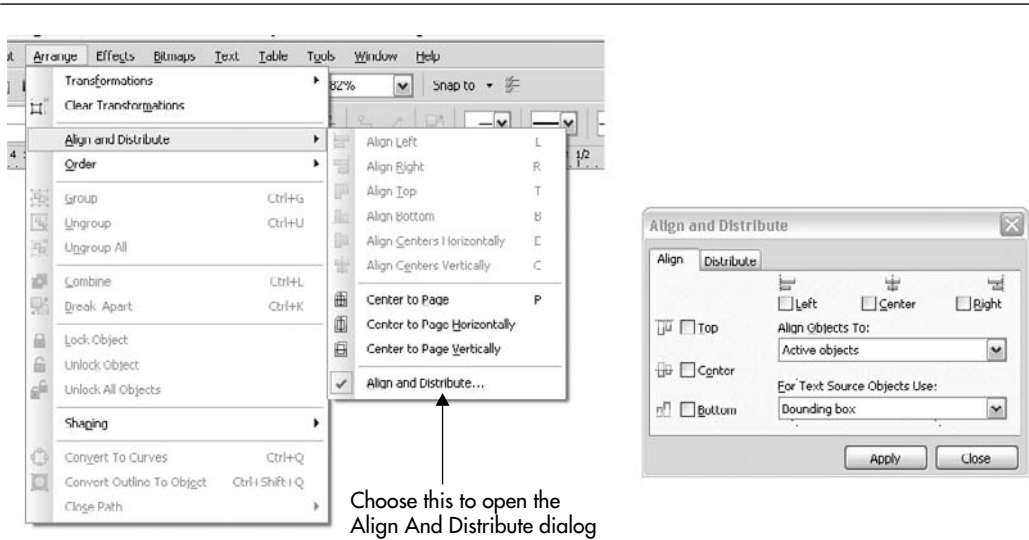 Arrange Effects Bitmaps Text Table Tools Window Help
Transformations
Clear Transformations
Align and Distribute
Order
Group Ctrl+G
Ungroup Ctrl+U
Ungroup All
Combine Ctrl+L
Break Apart Ctrl+K
Lock Object
Unlock Object
Unlock All Objects
Shaping
Convert To Curves Ctrl+Q
Convert Outline To Object Ctrl+Shift+Q
Close Path
82% Snap to
4
1/2
Align Left L
Align Right R
Align Top T
Align Bottom B
Align Centers Horizontally E
Align Centers Vertically C
Center to Page P
Center to Page Horizontally
Center to Page Vertically
Align and Distribute...
Choose this to open the
Align And Distribute dialog
Align and Distribute
Align Distribute
Left Center Right
Top
Align Objects To:
Active objects
Center
For Text Source Objects Use:
Bottom
Bounding box
Apply Close